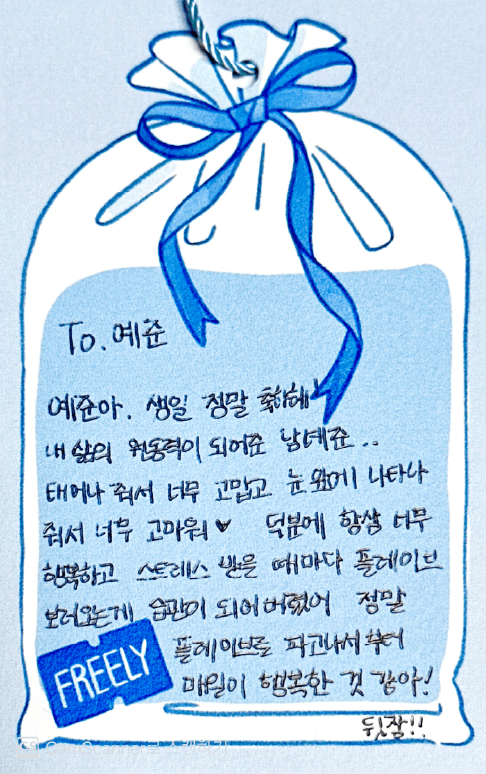 To. 예준
예준아. 생일 정말 축하해!
내 삶의 원동력이 되어준 남예준..
태어나 줘서 너무 고맙고 눈 앞에 나타나
줘서 너무 고마워♥ 덕분에 항상 너무
행복하고 스트레스 받을 때마다 플레이브
보러오는게 습관이 되어버렸어 정말
플레이브를 파고나서부터
매일이 행복한 것 같아!
FREELY
뒷장!!